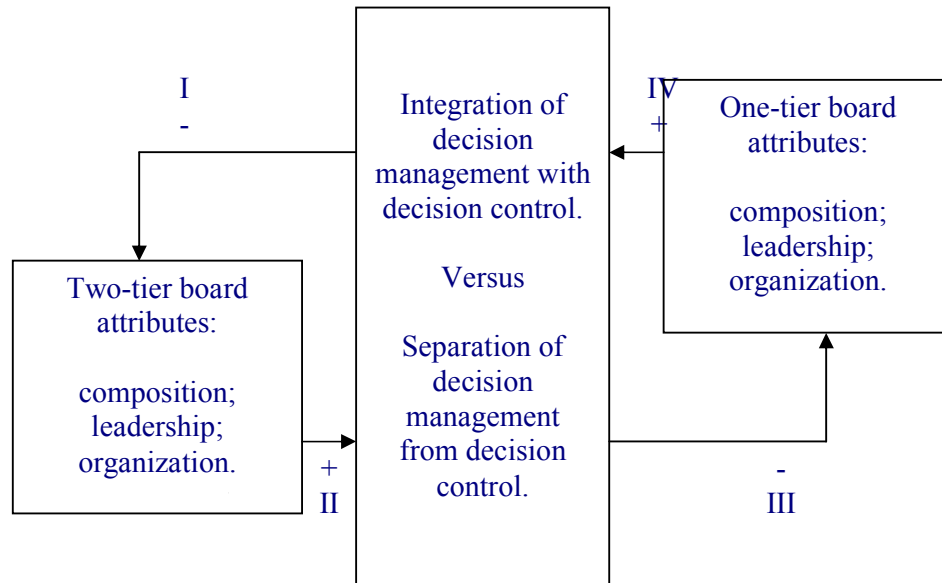 I
-
Two-tier board
attributes:
composition;
leadership;
organization.
+
II
Integration of
decision
management with
decision control.
Versus
Separation of
decision
management
from decision
control.
IV
+
One-tier board
attributes:
composition;
leadership;
organization.
-
III